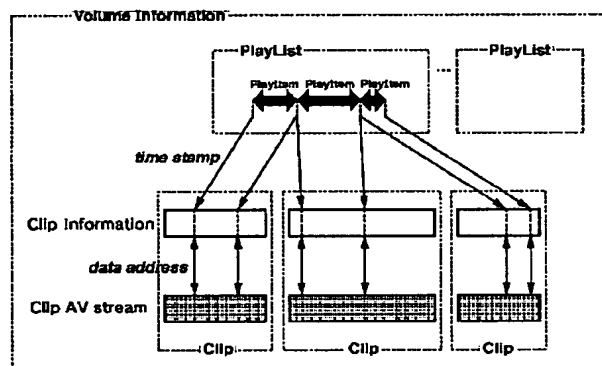 Volume Information
PlayList
PlayList
PlayItem PlayItem PlayItem
time stamp
Clip Information
data address
Clip AV stream
Clip
Clip
Clip